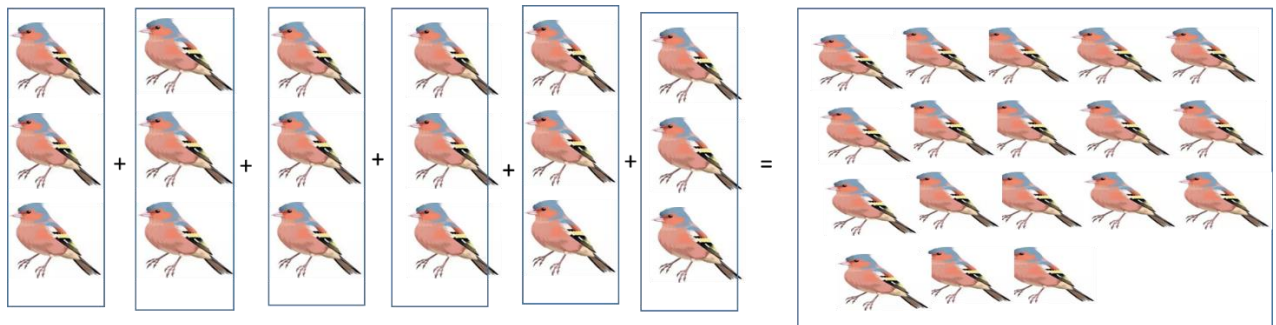 + + + + + =